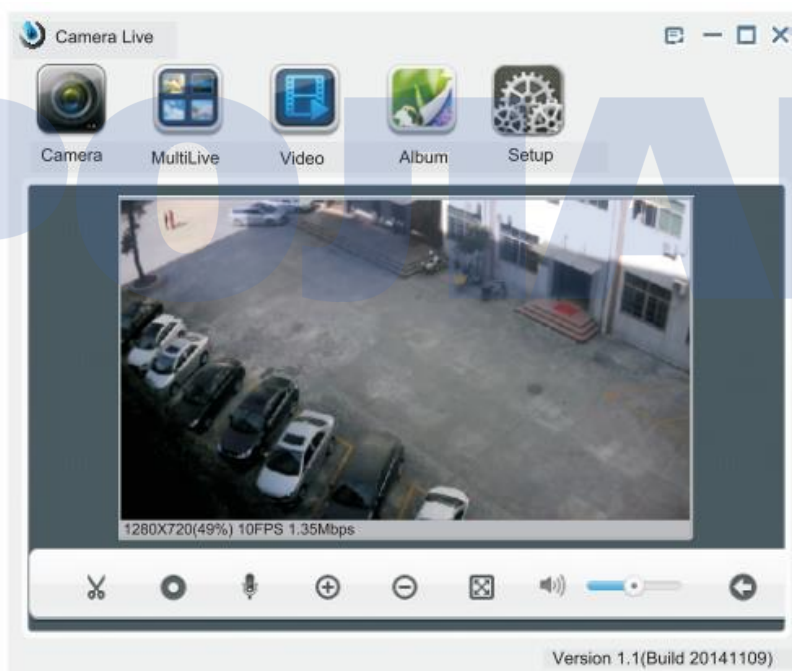 Camera Live
Camera MultiLive Video Album Setup
1280X720(49%) 10FPS 1.35Mbps
Version 1.1(Build 20141109)